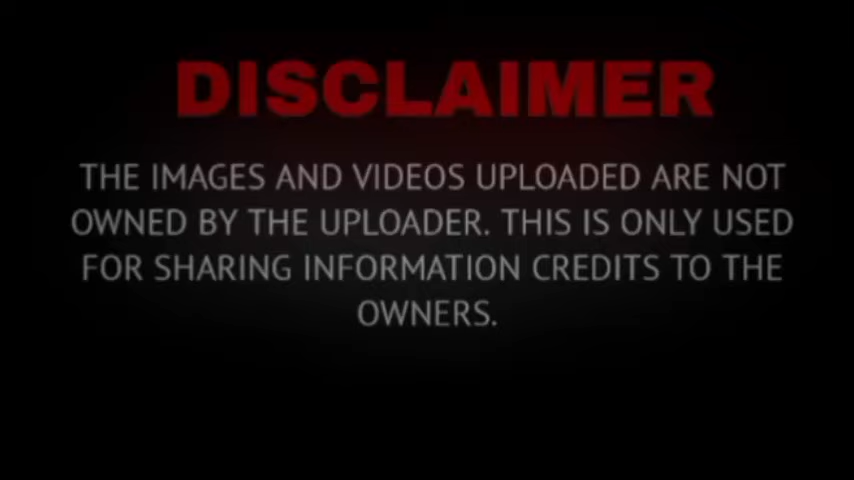 DISCLAIMER
THE IMAGES AND VIDEOS UPLOADED ARE NOT
OWNED BY THE UPLOADER. THIS IS ONLY USED
FOR SHARING INFORMATION CREDITS TO THE
OWNERS.